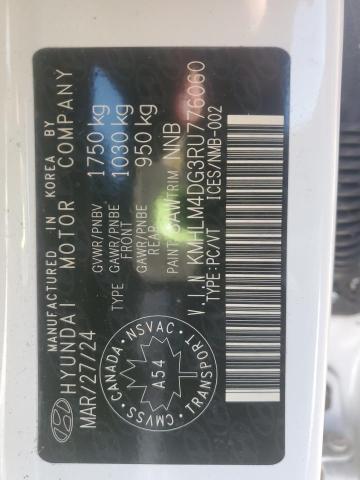 MANUFACTURED IN KOREA BY
HYUNDAI MOTOR COMPANY
MAR/27/24
GVWR/PNBV 1750 kg
TYPE GAWR/PNBE FRONT 1030 kg
GAWR/PNBE REAR 950 kg
PAINT SAW TRIM NNB
V.I.N KMHLM4DG3RU776060
TYPE:PC/VT ICES/NMB-002
CANADA · NSVAC · TRANSPORT · CMVSS
A54